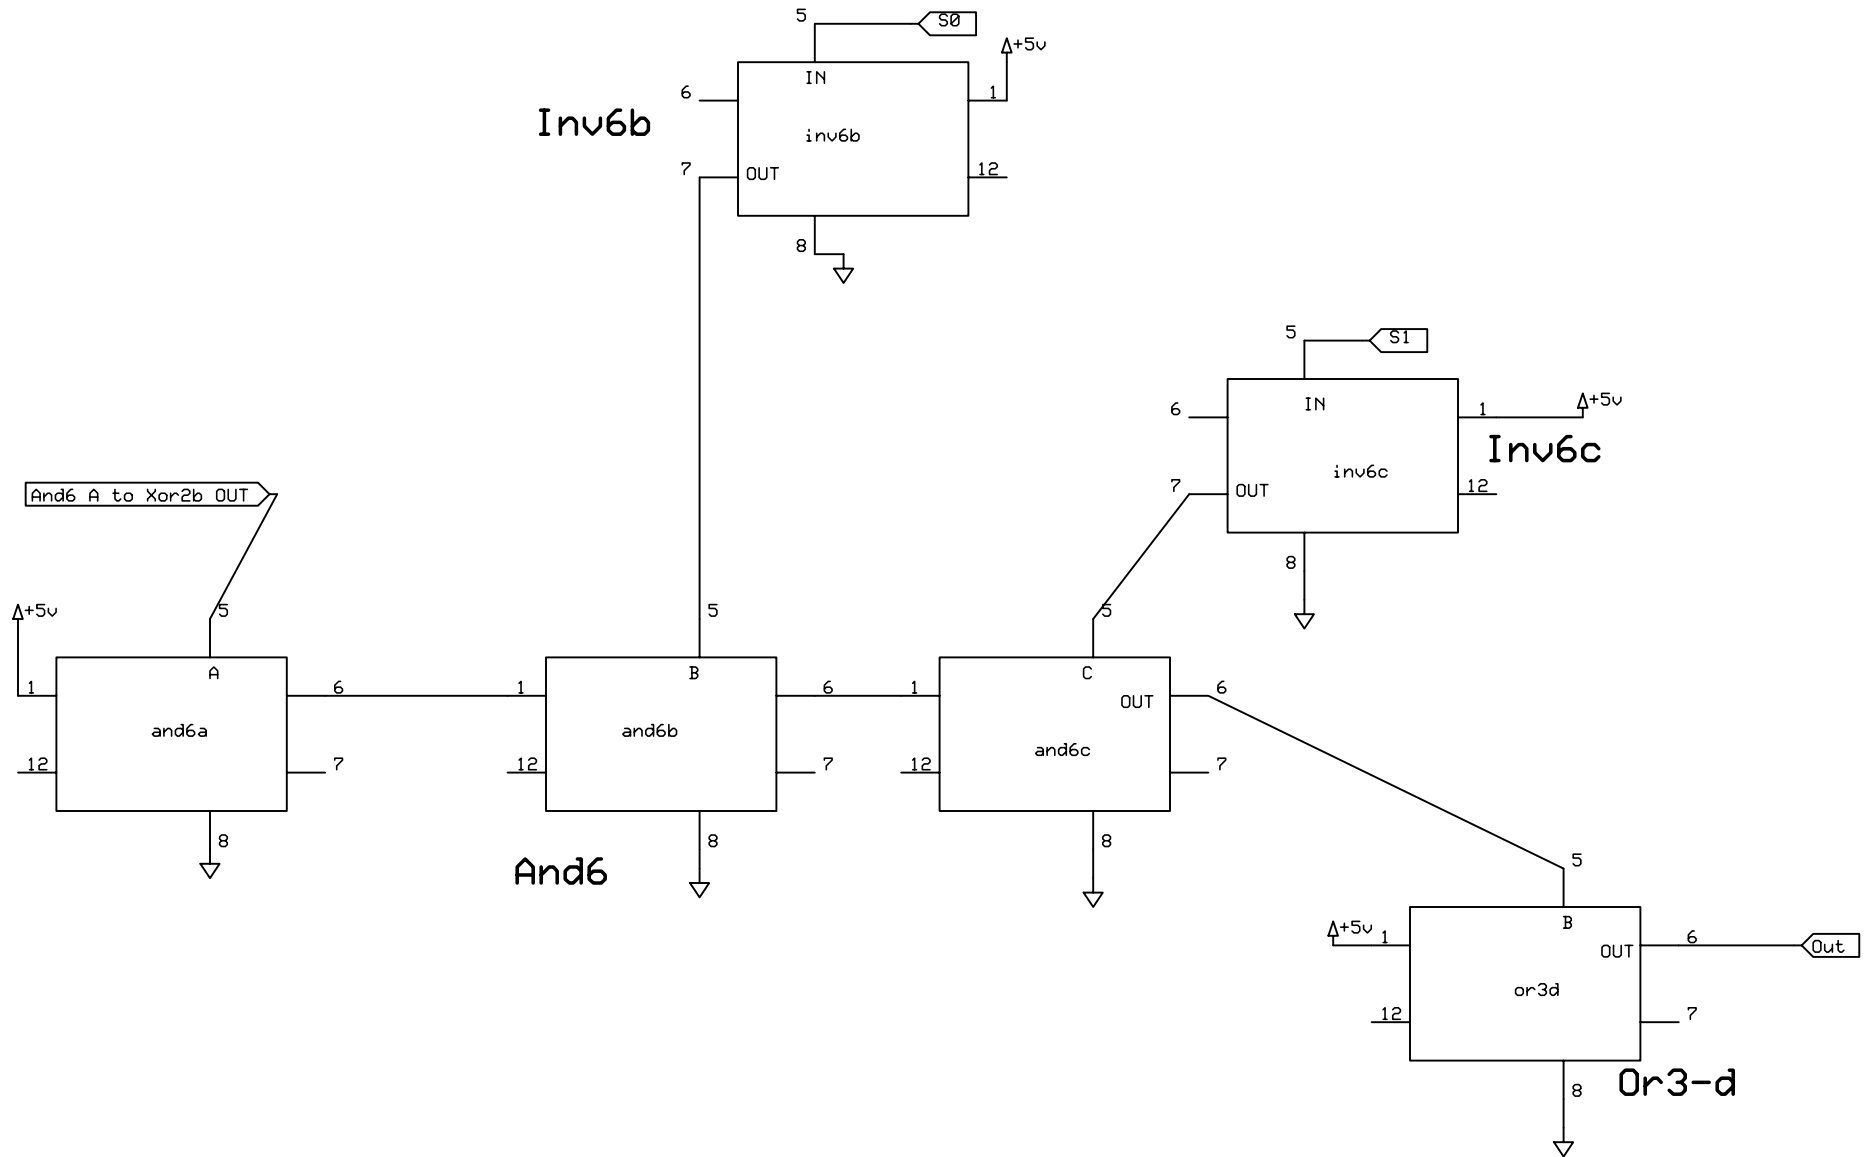 5
S0
+5v
IN
6
1
Inv6b
inv6b
7
OUT
12
8
5
S1
IN
6
1
+5v
Inv6c
inv6c
7
OUT
12
And6 A to Xor2b OUT
8
+5v
5
5
5
A
B
C
1
6
1
6
1
OUT
6
and6a
and6b
and6c
12
7
12
7
12
7
8
8
8
And6
5
B
+5v
1
OUT
6
Out
or3d
12
7
Or3-d
8